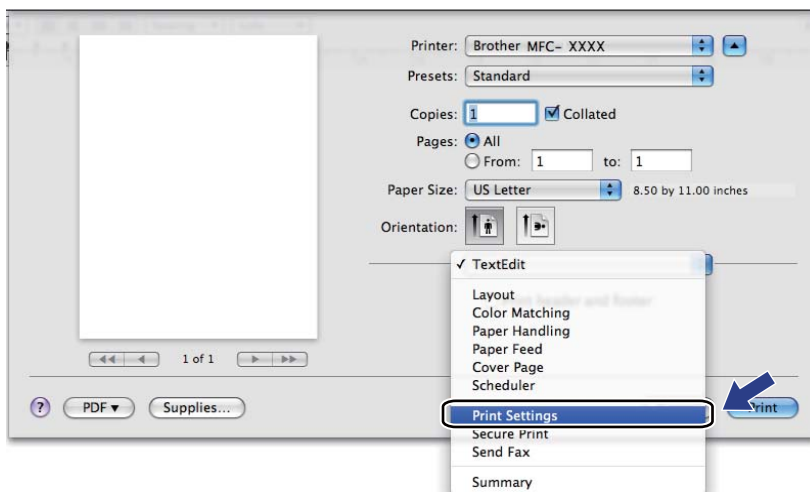 Printer: Brother MFC- XXXX
Presets: Standard
Copies: 1 Collated
Pages: All
From: 1 to: 1
Paper Size: US Letter 8.50 by 11.00 inches
Orientation:
✓ TextEdit
Layout
Color Matching
Paper Handling
Paper Feed
Cover Page
Scheduler
Print Settings
Secure Print
Send Fax
Summary
1 of 1
? PDF ▼ Supplies... Print